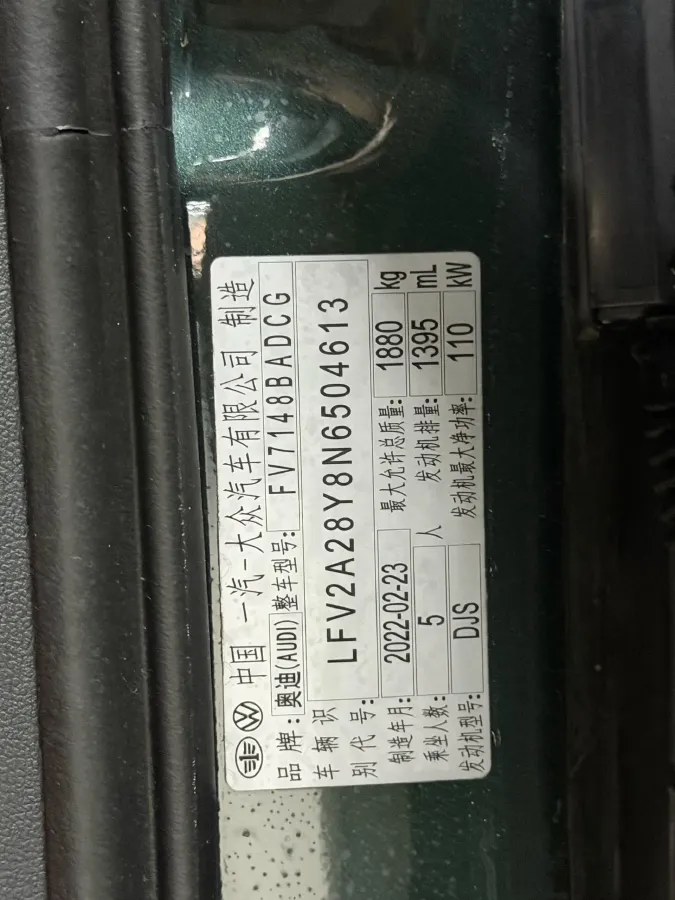 中国 一汽-大众汽车有限公司 制造
品牌: 奥迪(AUDI) 整车型号: FV7148BADCG
车辆识别代号: LFV2A28Y8N6504613
制造年月: 2022-02-23 最大允许总质量: 1880 kg
乘坐人数: 5 人 发动机排量: 1395 mL
发动机型号: DJS 发动机最大净功率: 110 kW